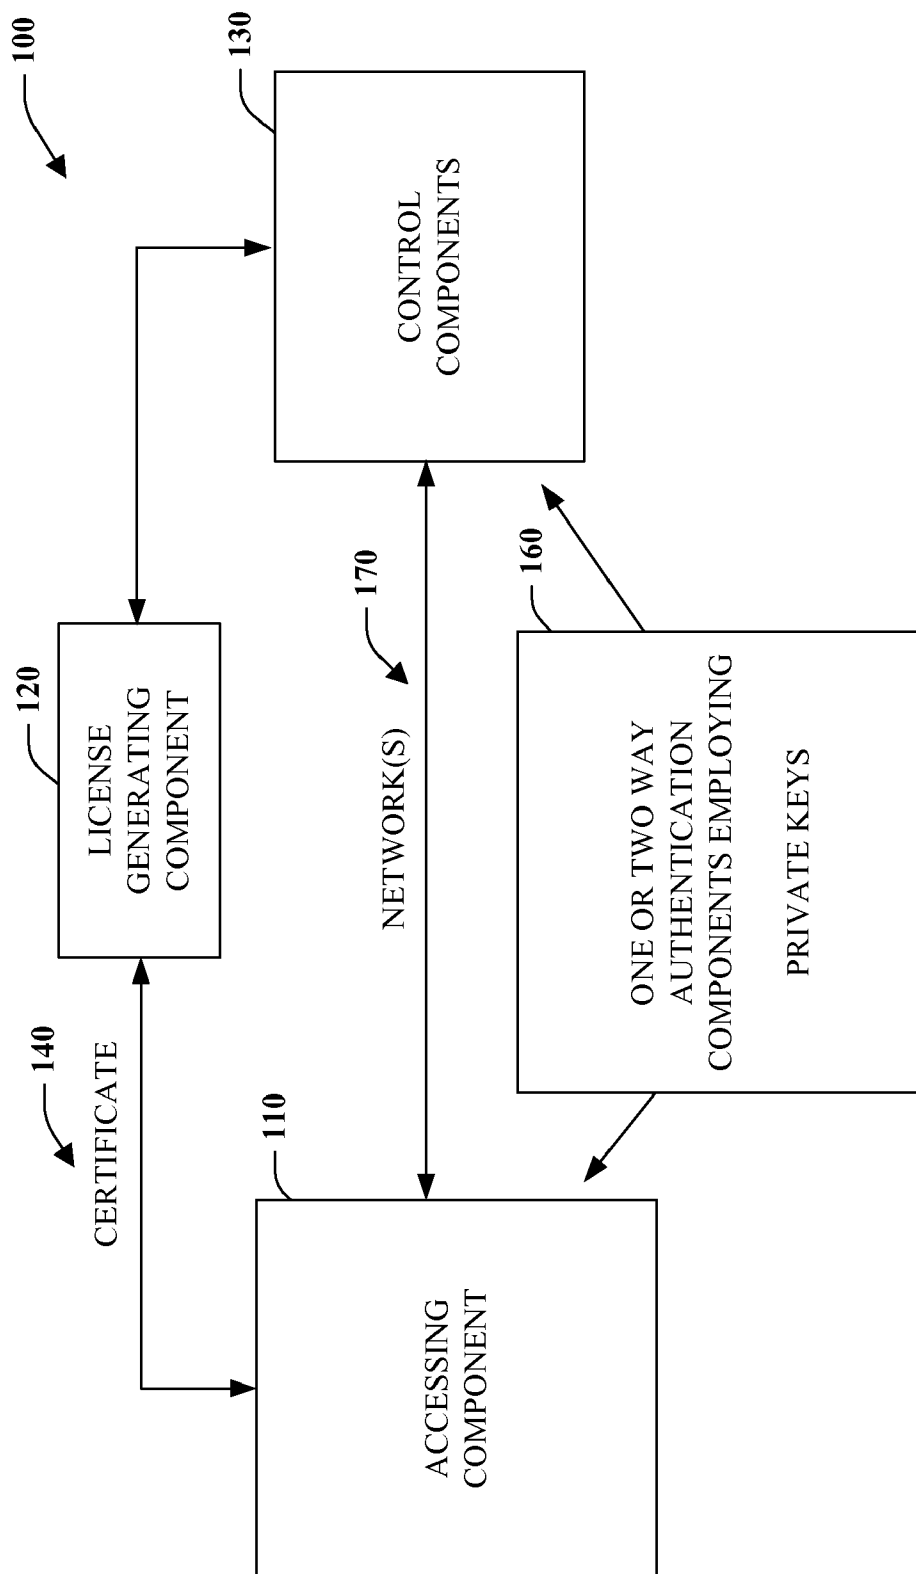 100
120
LICENSE
GENERATING
COMPONENT
140
CERTIFICATE
130
CONTROL
COMPONENTS
110
ACCESSING
COMPONENT
NETWORK(S)
170
160
ONE OR TWO WAY
AUTHENTICATION
COMPONENTS EMPLOYING
PRIVATE KEYS